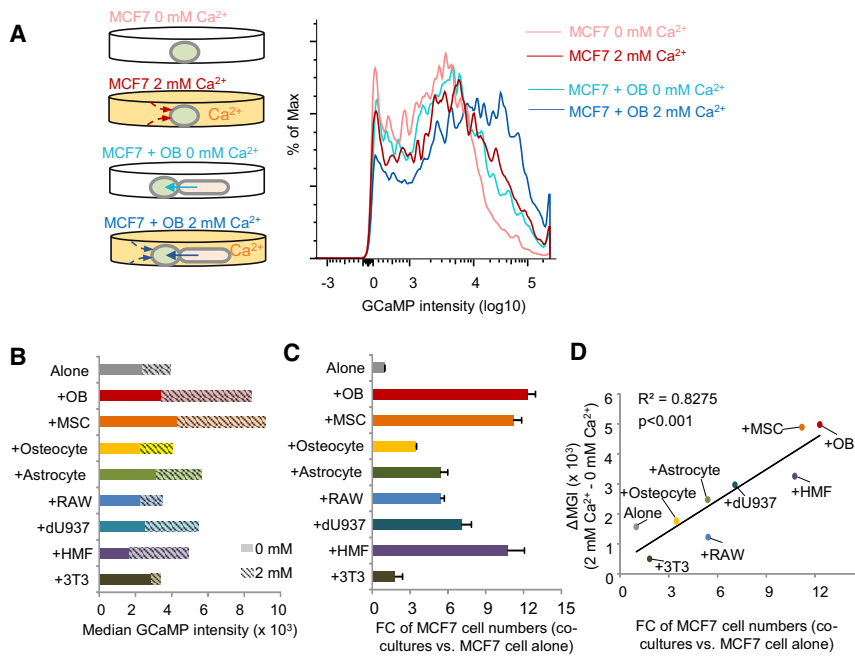 A
MCF7 0 mM Ca²⁺
MCF7 2 mM Ca²⁺
Ca²⁺
MCF7 + OB 0 mM Ca²⁺
MCF7 + OB 2 mM Ca²⁺
Ca²⁺
% of Max
-3 0 3 4 5
GCaMP intensity (log10)
MCF7 0 mM Ca²⁺
MCF7 2 mM Ca²⁺
MCF7 + OB 0 mM Ca²⁺
MCF7 + OB 2 mM Ca²⁺
B
Alone
+OB
+MSC
+Osteocyte
+Astrocyte
+RAW
+dU937
+HMF
+3T3
0 mM
2 mM
0 2 4 6 8 10
Median GCaMP intensity (x 10³)
C
Alone
+OB
+MSC
+Osteocyte
+Astrocyte
+RAW
+dU937
+HMF
+3T3
0 3 6 9 12 15
FC of MCF7 cell numbers (co-
cultures vs. MCF7 cell alone)
D
ΔMGI (x 10³)
(2 mM Ca²⁺ - 0 mM Ca²⁺)
6
5
4
3
2
1
0
R² = 0.8275
p<0.001
+MSC
+OB
+Astrocyte
+HMF
+Osteocyte
+dU937
Alone
+RAW
+3T3
0 3 6 9 12
FC of MCF7 cell numbers (co-
cultures vs. MCF7 cell alone)